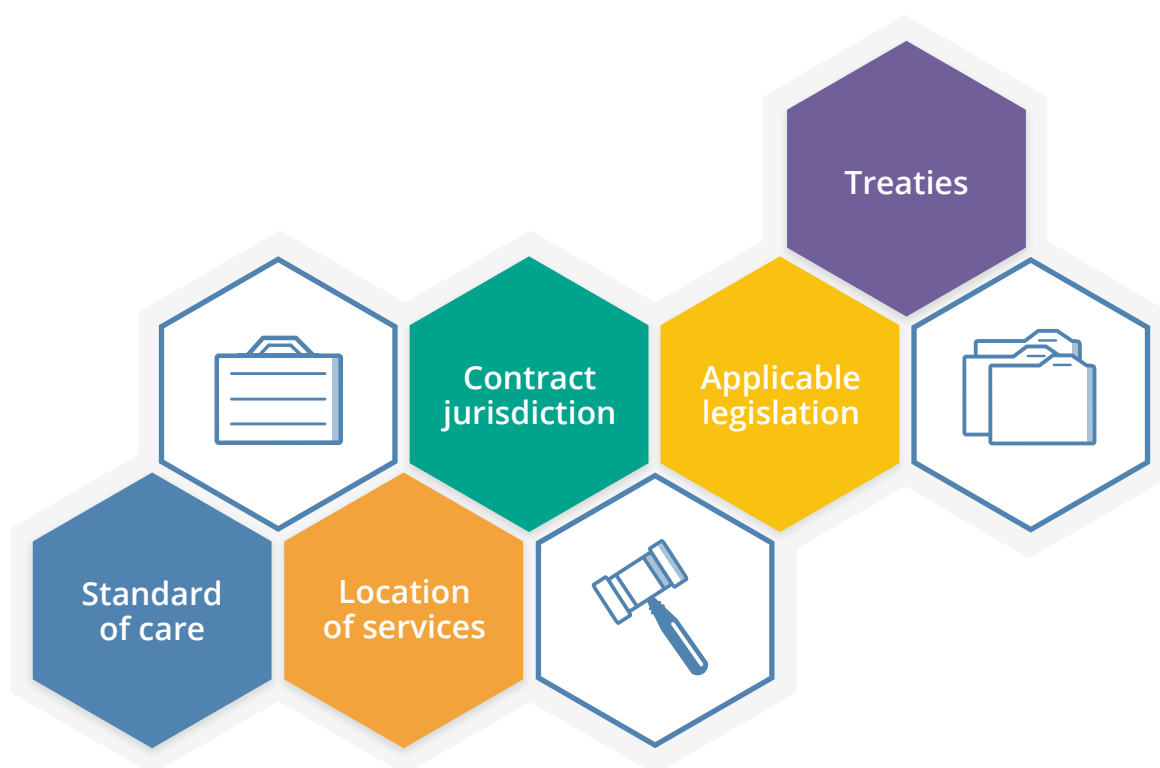 Treaties
Contract
jurisdiction
Applicable
legislation
Standard
of care
Location
of services